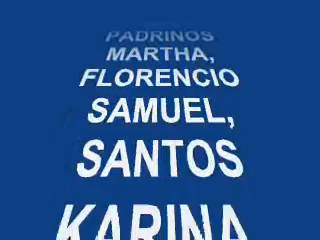 PADRINOS
MARTHA,
FLORENCIO
SAMUEL,
SANTOS
KARINA